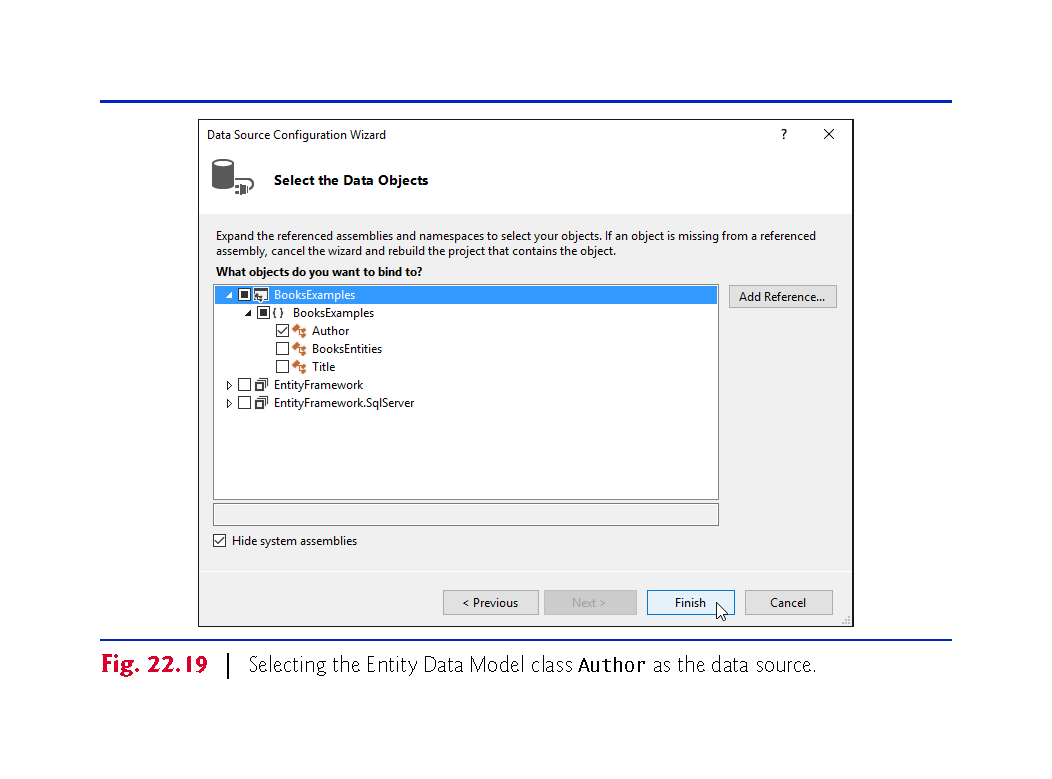 Data Source Configuration Wizard
?
Select the Data Objects
Expand the referenced assemblies and namespaces to select your objects. If an object is missing from a referenced
assembly, cancel the wizard and rebuild the project that contains the object.
What objects do you want to bind to?
BooksExamples
Add Reference...
{ } BooksExamples
Author
BooksEntities
Title
EntityFramework
EntityFramework.SqlServer
Hide system assemblies
< Previous
Next >
Finish
Cancel
Fig. 22.19 | Selecting the Entity Data Model class Author as the data source.